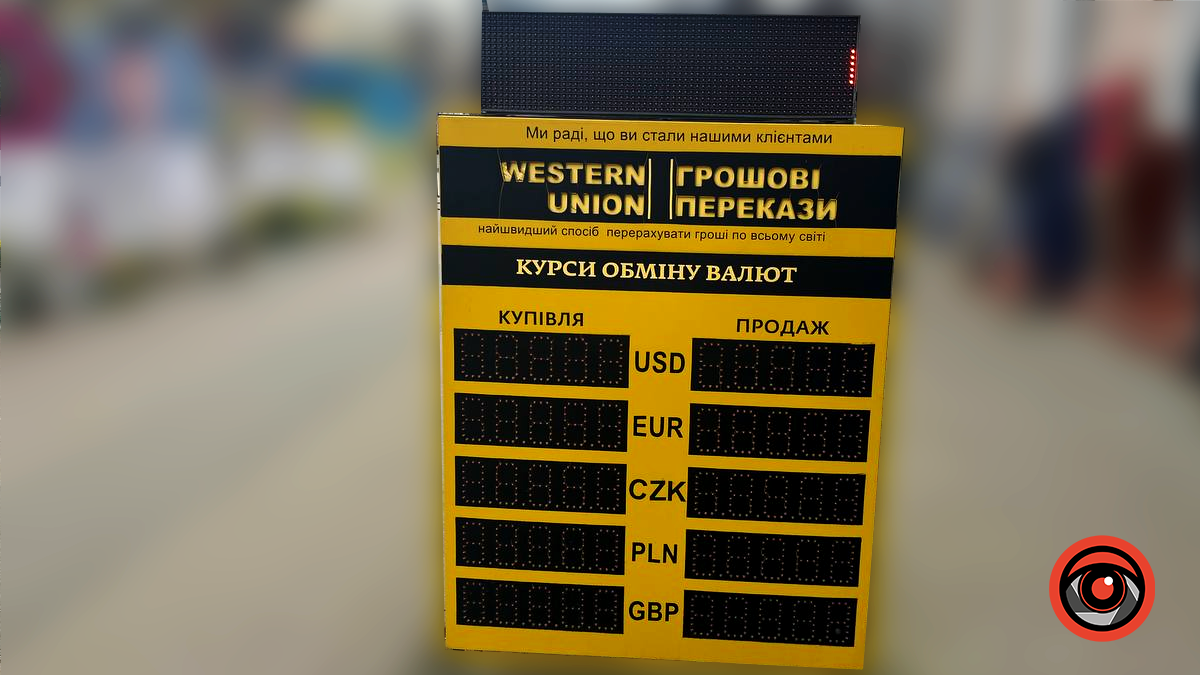 Ми раді, що ви стали нашими клієнтами
WESTERN UNION
ГРОШОВІ ПЕРЕКАЗИ
найшвидший спосіб перерахувати гроші по всьому світі
КУРСИ ОБМІНУ ВАЛЮТ
КУПІВЛЯ ПРОДАЖ
USD
EUR
CZK
PLN
GBP